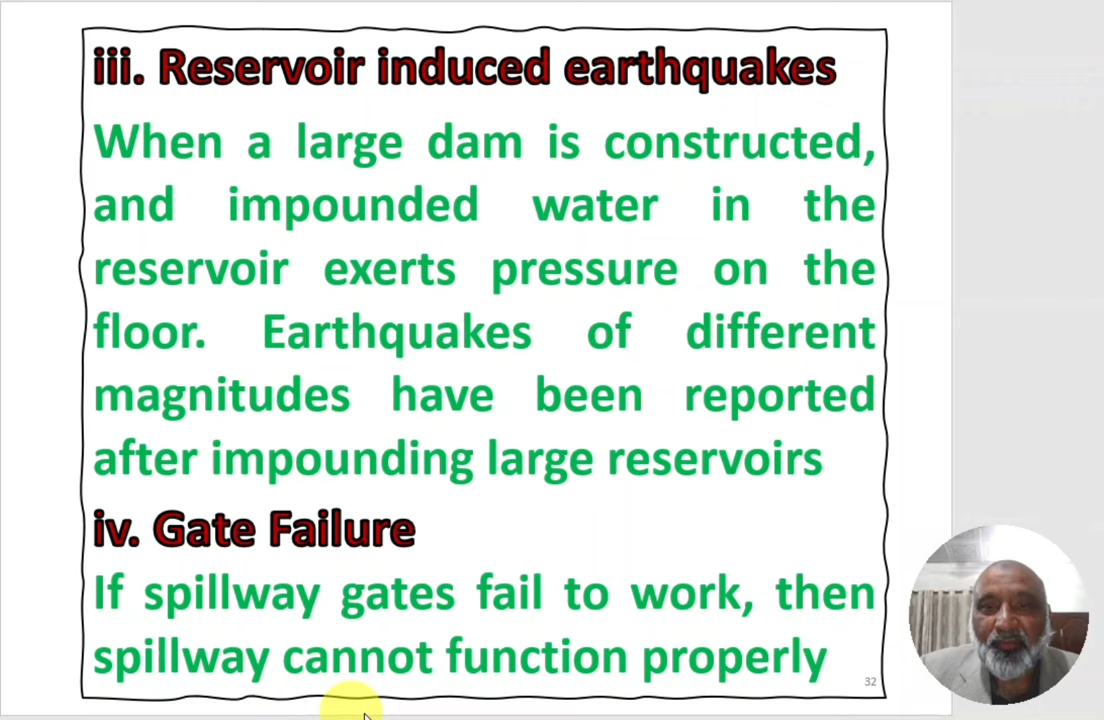 iii. Reservoir induced earthquakes
When a large dam is constructed,
and impounded water in the
reservoir exerts pressure on the
floor. Earthquakes of different
magnitudes have been reported
after impounding large reservoirs
iv. Gate Failure
If spillway gates fail to work, then
spillway cannot function properly
32